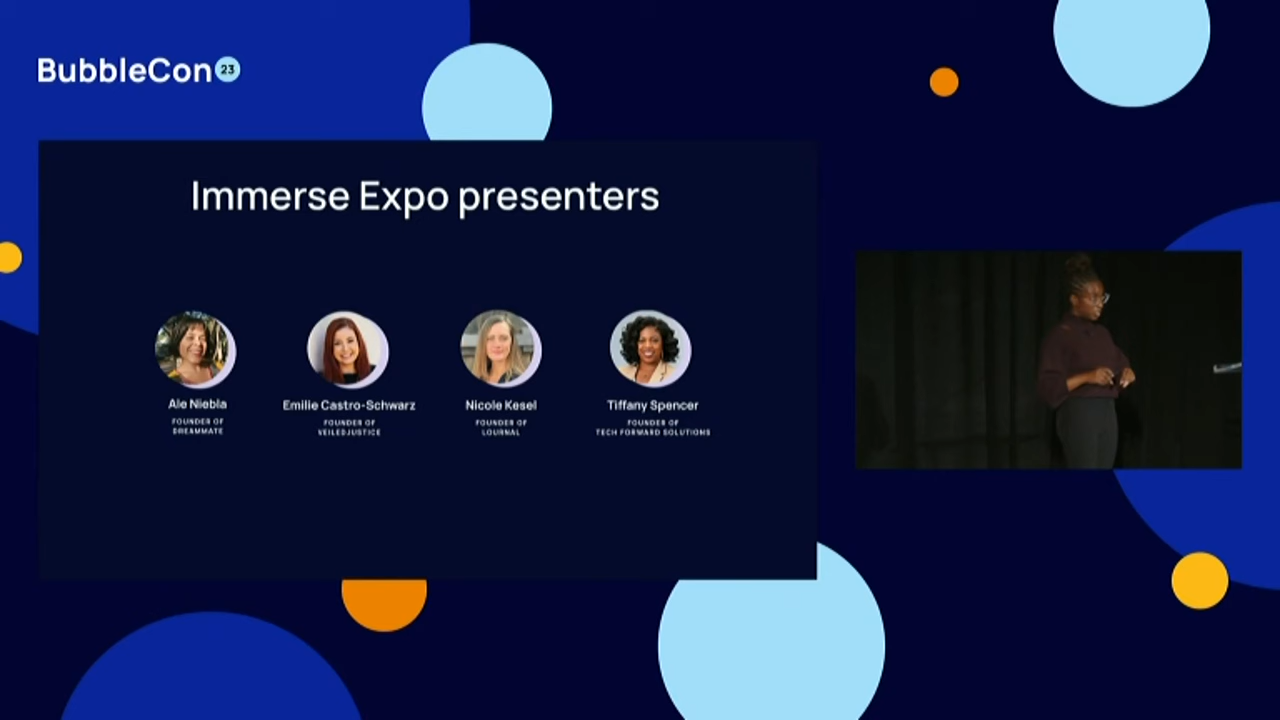 BubbleCon 23
Immerse Expo presenters
Ale Niebla
FOUNDER OF
DREAMMATE
Emilie Castro-Schwarz
FOUNDER OF
VEILEDJUSTICE
Nicole Kesel
FOUNDER OF
LOURNAL
Tiffany Spencer
FOUNDER OF
TECH FORWARD SOLUTIONS